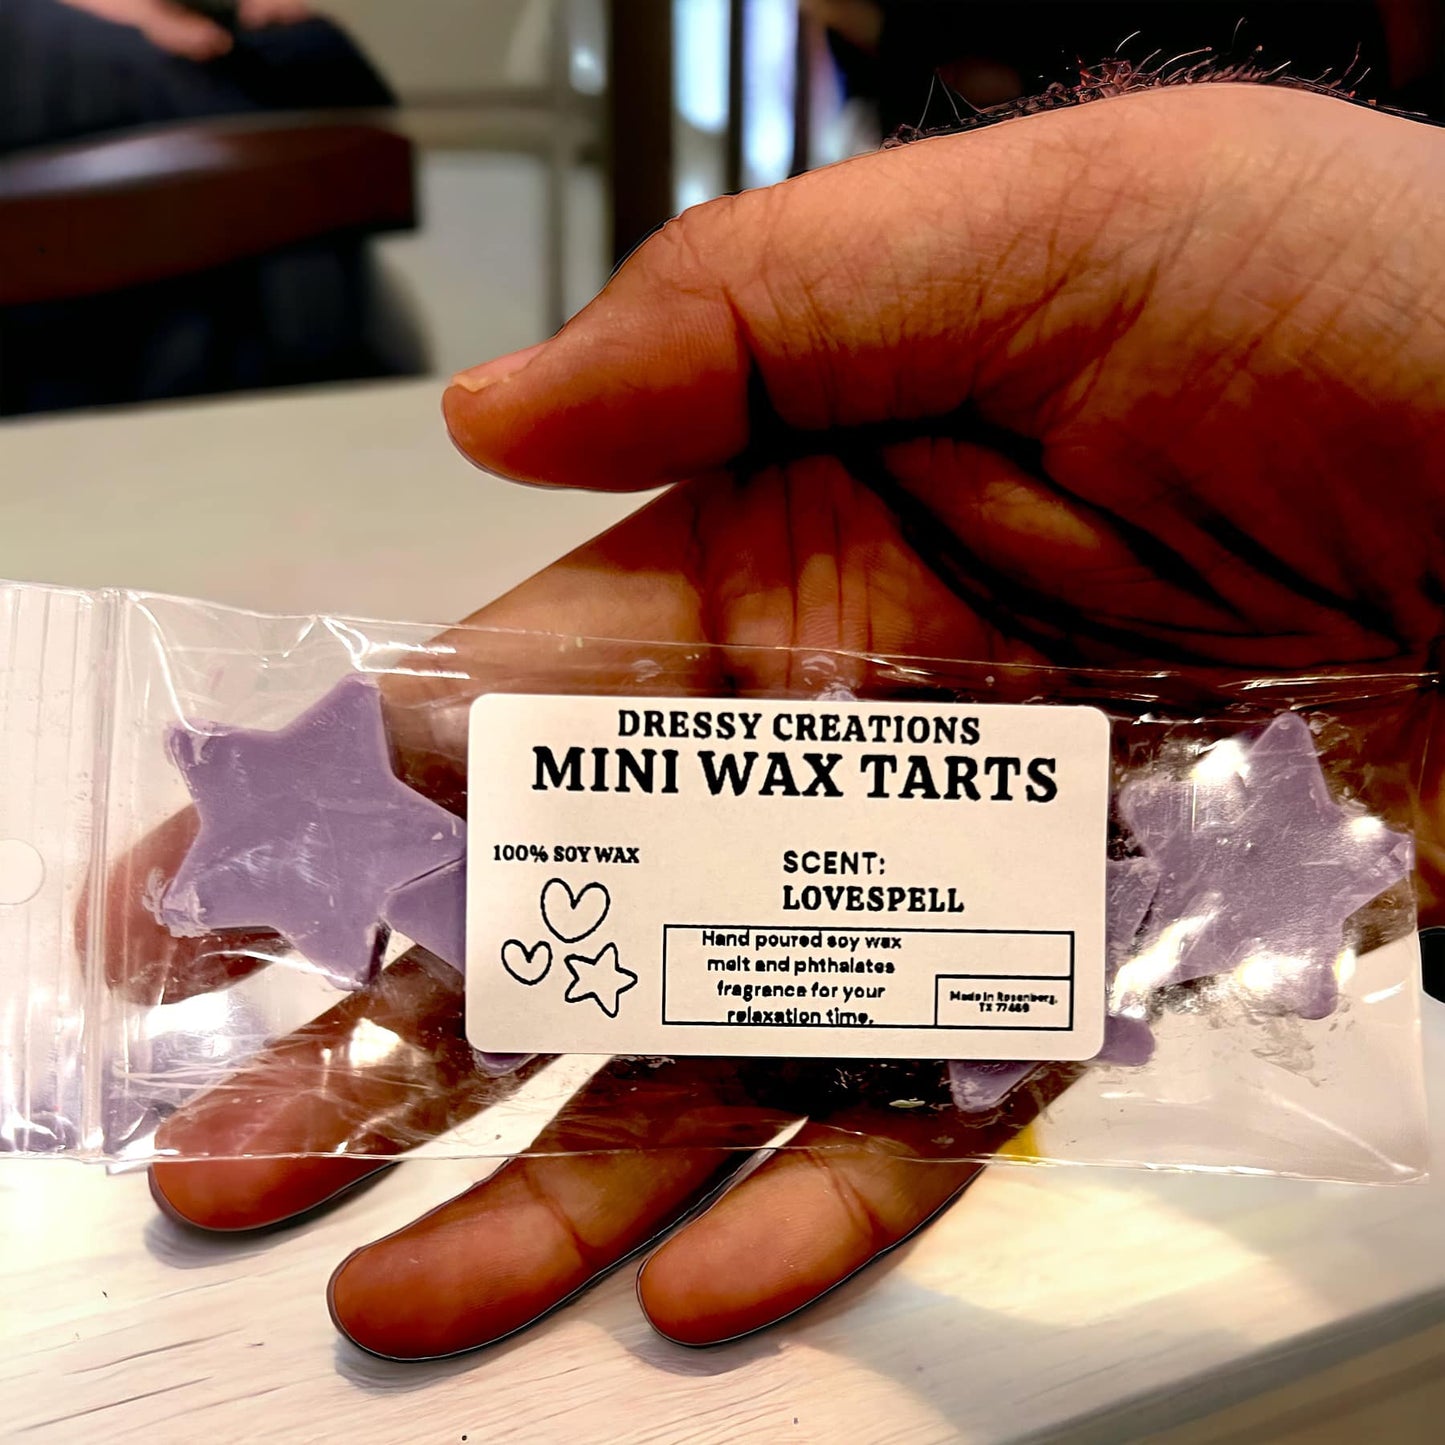 DRESSY CREATIONS
MINI WAX TARTS
100% SOY WAX
SCENT:
LOVESPELL
Hand poured soy wax
melt and phthalates
fragrance for your
relaxation time.
Made in Rosenberg,
TX 77469